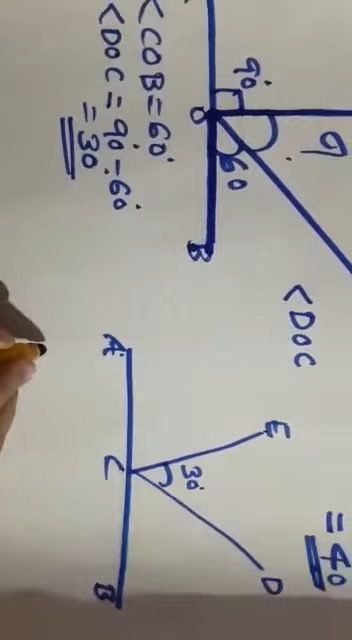 <COB = 60°
<DOC = 90° - 60°
= 30°
90°
O
60
B
<DOC
= 40
A
C
B
E
30°
D